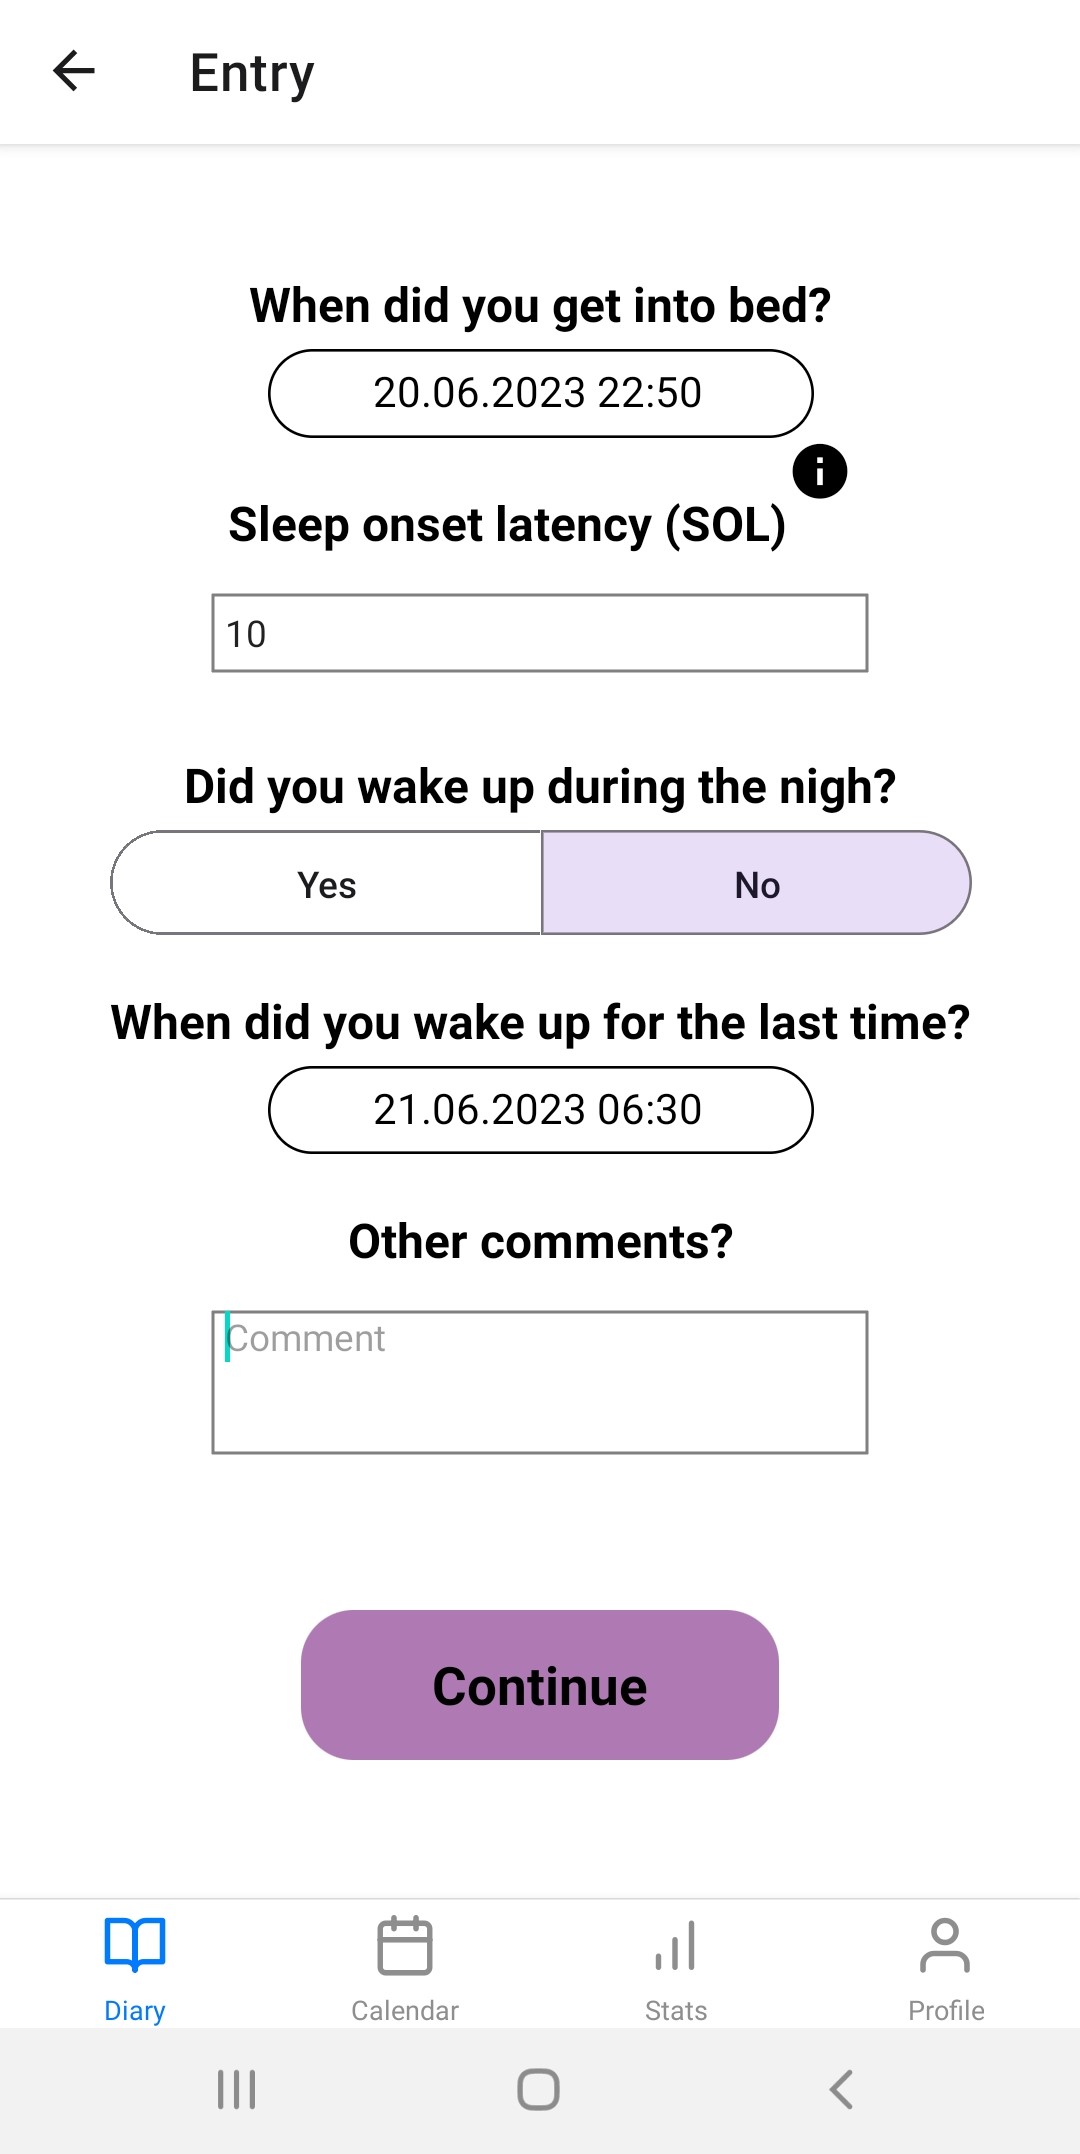 Entry
When did you get into bed?
20.06.2023 22:50
i
Sleep onset latency (SOL)
10
Did you wake up during the nigh?
Yes No
When did you wake up for the last time?
21.06.2023 06:30
Other comments?
Comment
Continue
Diary Calendar Stats Profile